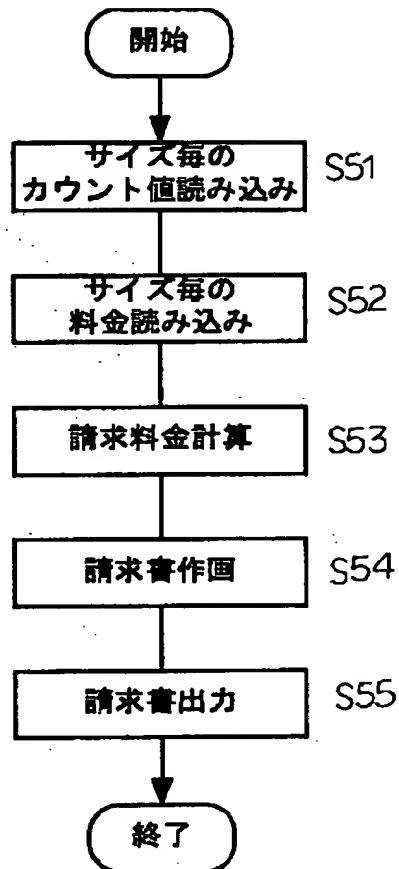 開始
サイズ毎の
カウント値読み込み
S51
サイズ毎の
料金読み込み
S52
請求料金計算
S53
請求書作画
S54
請求書出力
S55
終了